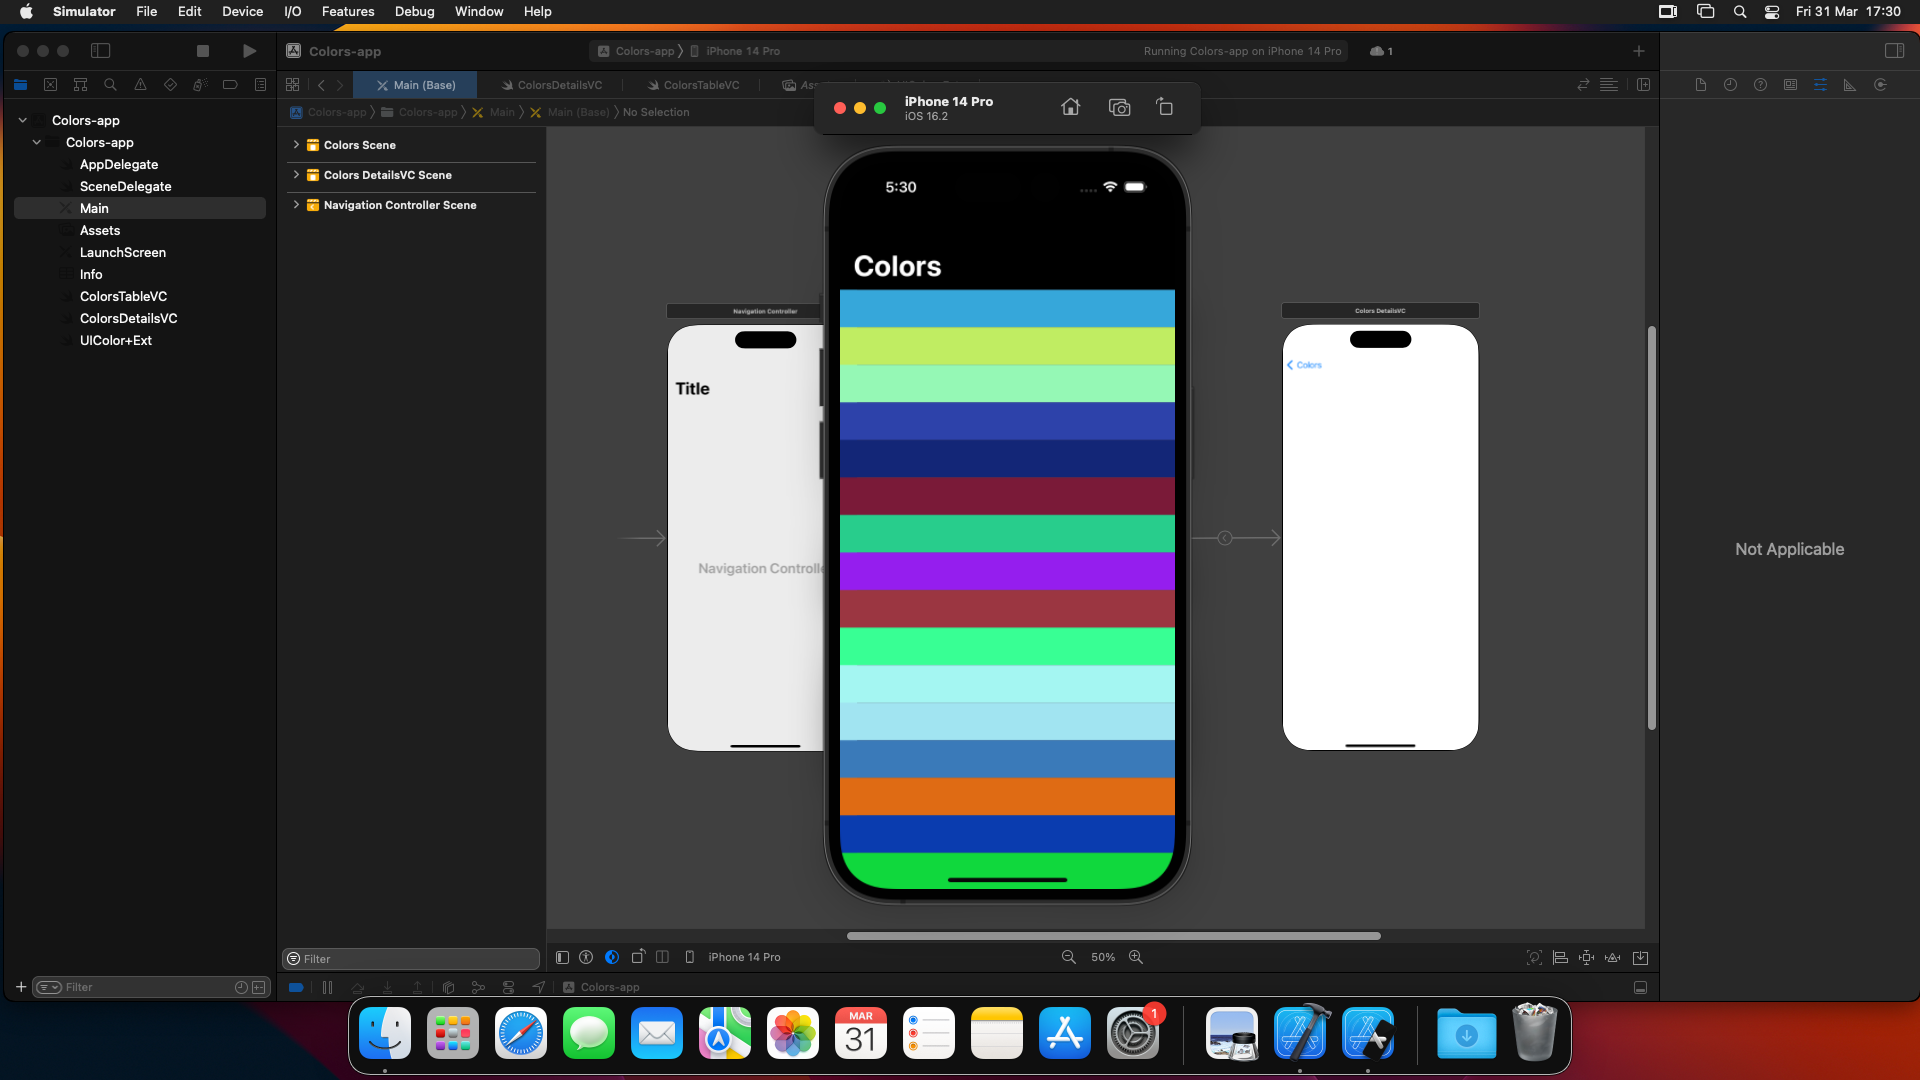 Simulator File Edit Device I/O Features Debug Window Help Fri 31 Mar 17:30
Colors-app Colors-app iPhone 14 Pro Running Colors-app on iPhone 14 Pro 1
Main (Base) ColorsDetailsVC ColorsTableVC
iPhone 14 Pro
iOS 16.2
Colors-app Colors-app Main Main (Base) No Selection
Colors-app
Colors-app
AppDelegate
SceneDelegate
Main
Assets
LaunchScreen
Info
ColorsTableVC
ColorsDetailsVC
UIColor+Ext
Colors Scene
Colors DetailsVC Scene
Navigation Controller Scene
5:30
Colors
Navigation Controller
Title
Navigation Controlle
Colors DetailsVC
Colors
Not Applicable
Filter
iPhone 14 Pro 50%
Filter
Colors-app
MAR
31
1